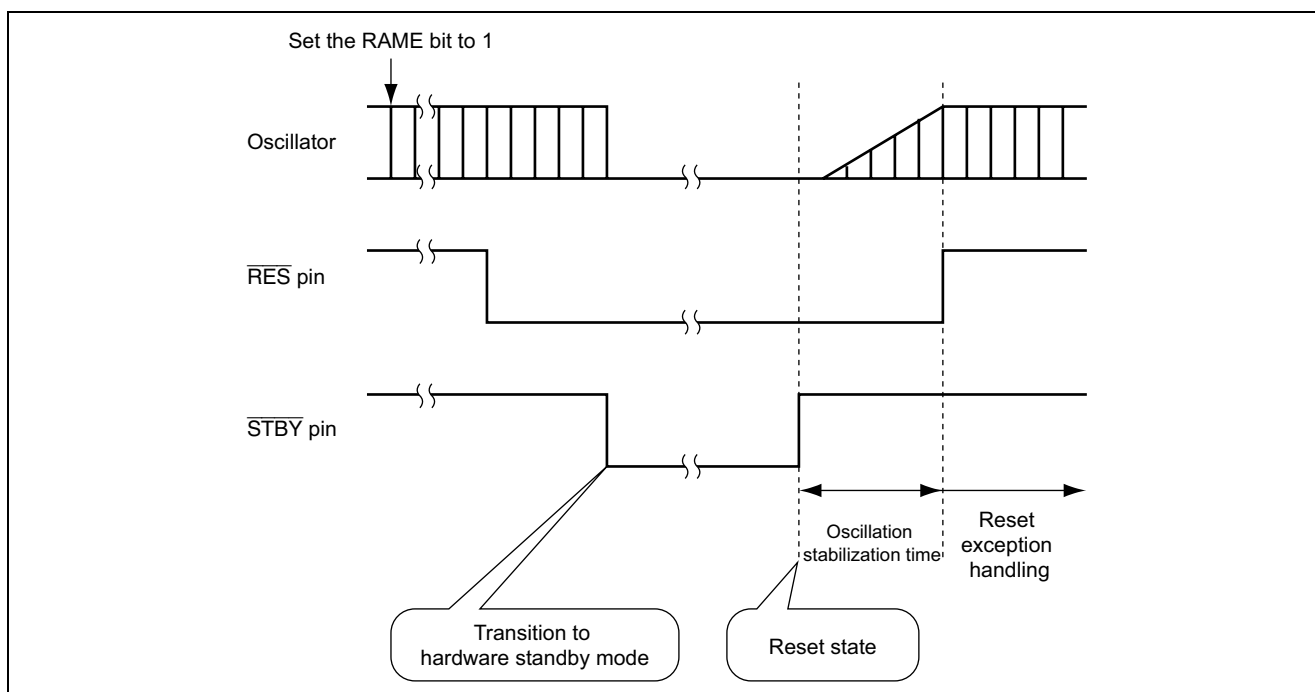 Set the RAME bit to 1
Oscillator
RES pin
STBY pin
Oscillation
stabilization time
Reset
exception
handling
Transition to
hardware standby mode
Reset state